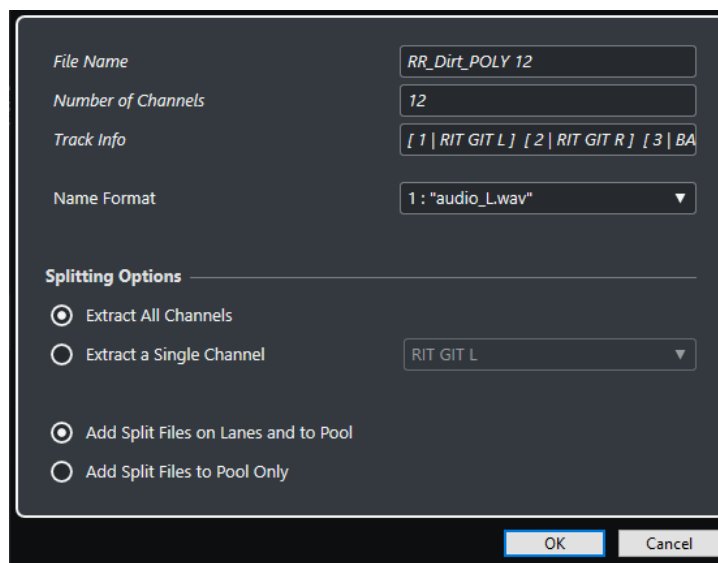 File Name RR_Dirt_POLY 12
Number of Channels 12
Track Info [ 1 | RIT GIT L ] [ 2 | RIT GIT R ] [ 3 | BA
Name Format 1 : "audio_L.wav"
Splitting Options
Extract All Channels
Extract a Single Channel RIT GIT L
Add Split Files on Lanes and to Pool
Add Split Files to Pool Only
OK Cancel